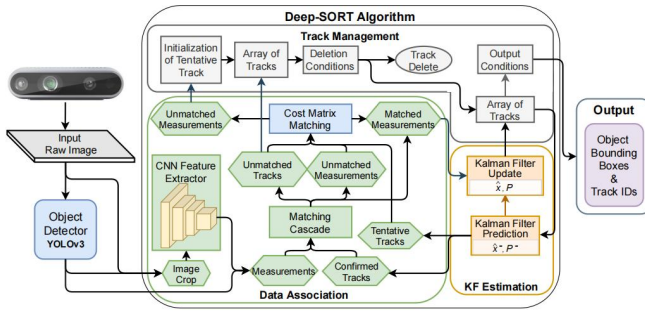 Deep-SORT Algorithm
Track Management
Initialization of
Tentative
Track
Array of
Tracks
Deletion
Conditions
Track
Delete
Output
Conditions
Array of
Tracks
Input
Raw Image
Object
Detector
YOLOv3
Unmatched
Measurements
Cost Matrix
Matching
Matched
Measurements
CNN Feature
Extractor
Unmatched
Tracks
Unmatched
Measurements
Matching
Cascade
Tentative
Tracks
Image
Crop
Measurements
Confirmed
Tracks
Data Association
Kalman Filter
Update
x̂, P
Kalman Filter
Prediction
x̂⁻, P⁻
KF Estimation
Output
Object
Bounding
Boxes
&
Track IDs